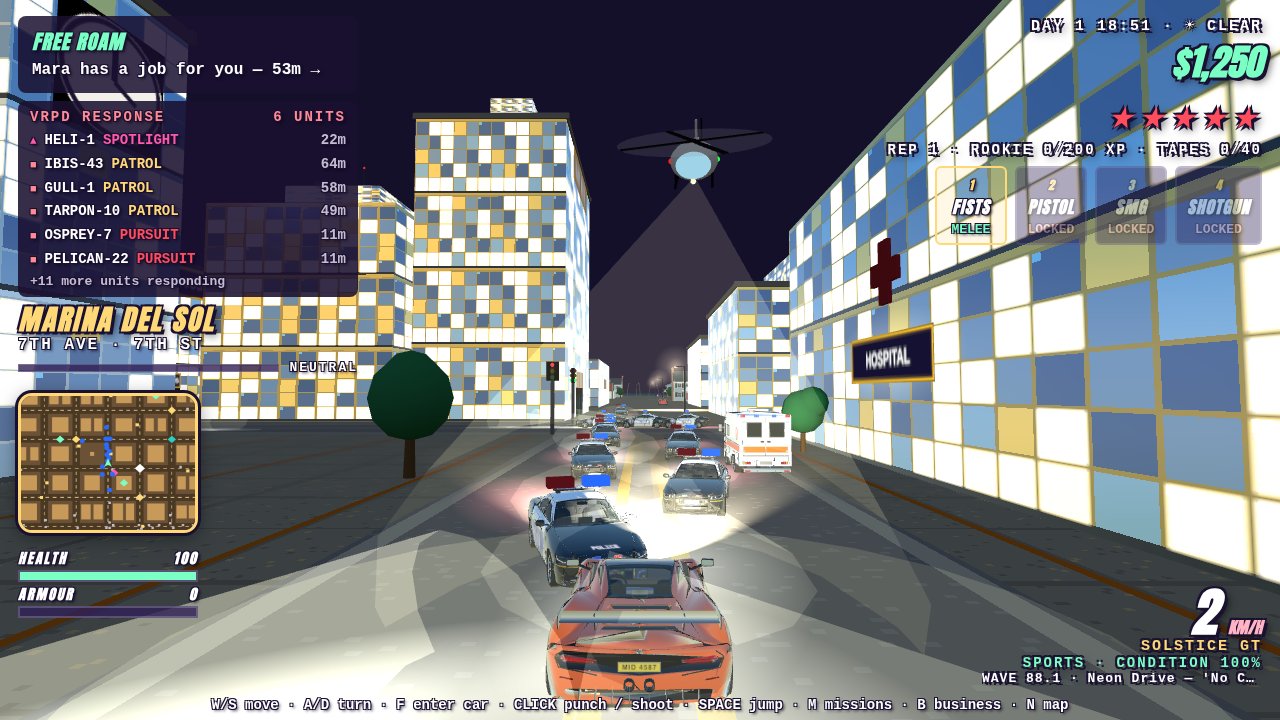 FREE ROAM
Mara has a job for you — 53m →
VRPD RESPONSE 6 UNITS
▲ HELI-1 SPOTLIGHT 22m
■ IBIS-43 PATROL 64m
■ GULL-1 PATROL 58m
■ TARPON-10 PATROL 49m
■ OSPREY-7 PURSUIT 11m
■ PELICAN-22 PURSUIT 11m
+11 more units responding
MARINA DEL SOL
7TH AVE · 7TH ST
NEUTRAL
HEALTH 100
ARMOUR 0
DAY 1 18:51 · ☀ CLEAR
$1,250
★ ★ ★ ★ ★
REP 1 · ROOKIE 0/200 XP · TAPES 0/40
1 FISTS MELEE
2 PISTOL LOCKED
3 SMG LOCKED
4 SHOTGUN LOCKED
HOSPITAL
POLICE
MID 4587
2 KM/H
SOLSTICE GT
SPORTS · CONDITION 100%
WAVE 88.1 · Neon Drive — 'No C…
W/S move · A/D turn · F enter car · CLICK punch / shoot · SPACE jump · M missions · B business · N map